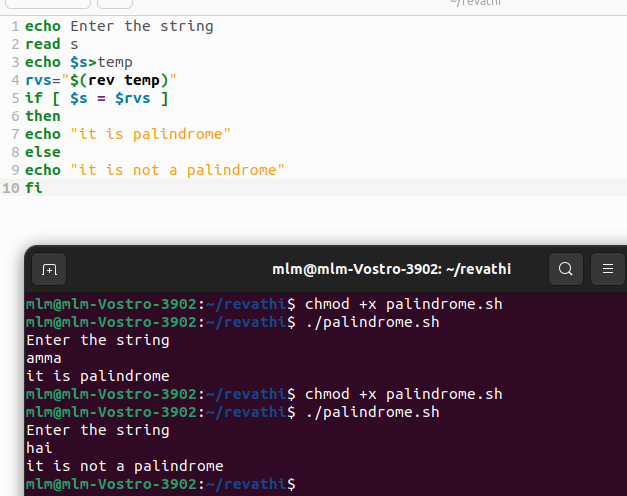 ~/revathi
1 echo Enter the string
2 read s
3 echo $s>temp
4 rvs="$(rev temp)"
5 if [ $s = $rvs ]
6 then
7 echo "it is palindrome"
8 else
9 echo "it is not a palindrome"
10 fi
mlm@mlm-Vostro-3902: ~/revathi
mlm@mlm-Vostro-3902:~/revathi$ chmod +x palindrome.sh
mlm@mlm-Vostro-3902:~/revathi$ ./palindrome.sh
Enter the string
amma
it is palindrome
mlm@mlm-Vostro-3902:~/revathi$ chmod +x palindrome.sh
mlm@mlm-Vostro-3902:~/revathi$ ./palindrome.sh
Enter the string
hai
it is not a palindrome
mlm@mlm-Vostro-3902:~/revathi$